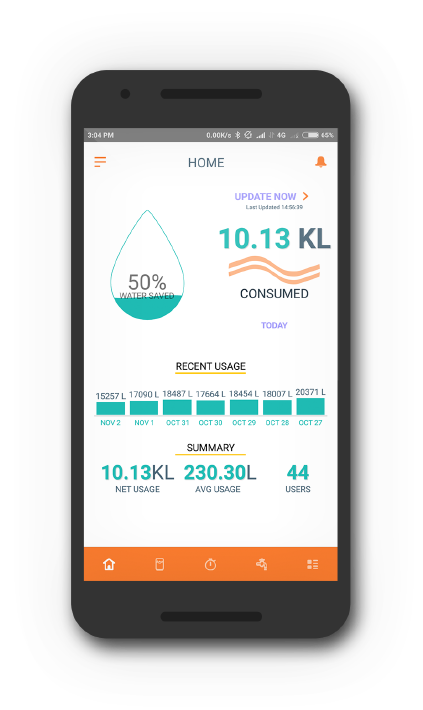 3:04 PM 0.00K/s 4G 65%
HOME
UPDATE NOW
Last Updated 14:56:39
10.13 KL
50%
WATER SAVED
CONSUMED
TODAY
RECENT USAGE
15257 L 17090 L 18487 L 17664 L 18454 L 18007 L 20371 L
NOV 2 NOV 1 OCT 31 OCT 30 OCT 29 OCT 28 OCT 27
SUMMARY
10.13KL 230.30L 44
NET USAGE AVG USAGE USERS